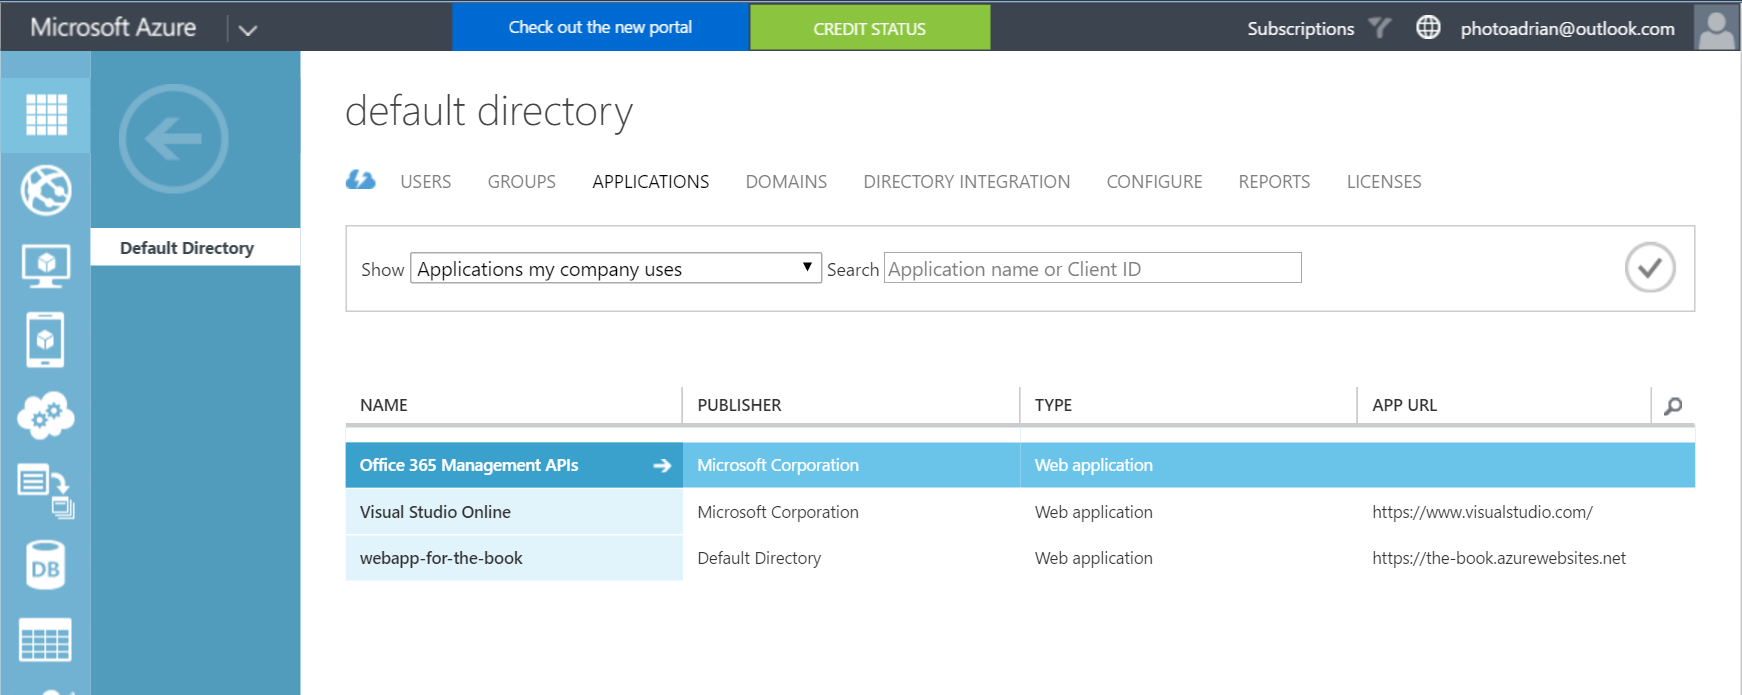 Microsoft Azure
Check out the new portal
CREDIT STATUS
Subscriptions
photoadrian@outlook.com
Default Directory
default directory
USERS GROUPS APPLICATIONS DOMAINS DIRECTORY INTEGRATION CONFIGURE REPORTS LICENSES
Show Applications my company uses Search Application name or Client ID
NAME PUBLISHER TYPE APP URL
Office 365 Management APIs Microsoft Corporation Web application
Visual Studio Online Microsoft Corporation Web application https://www.visualstudio.com/
webapp-for-the-book Default Directory Web application https://the-book.azurewebsites.net
DB